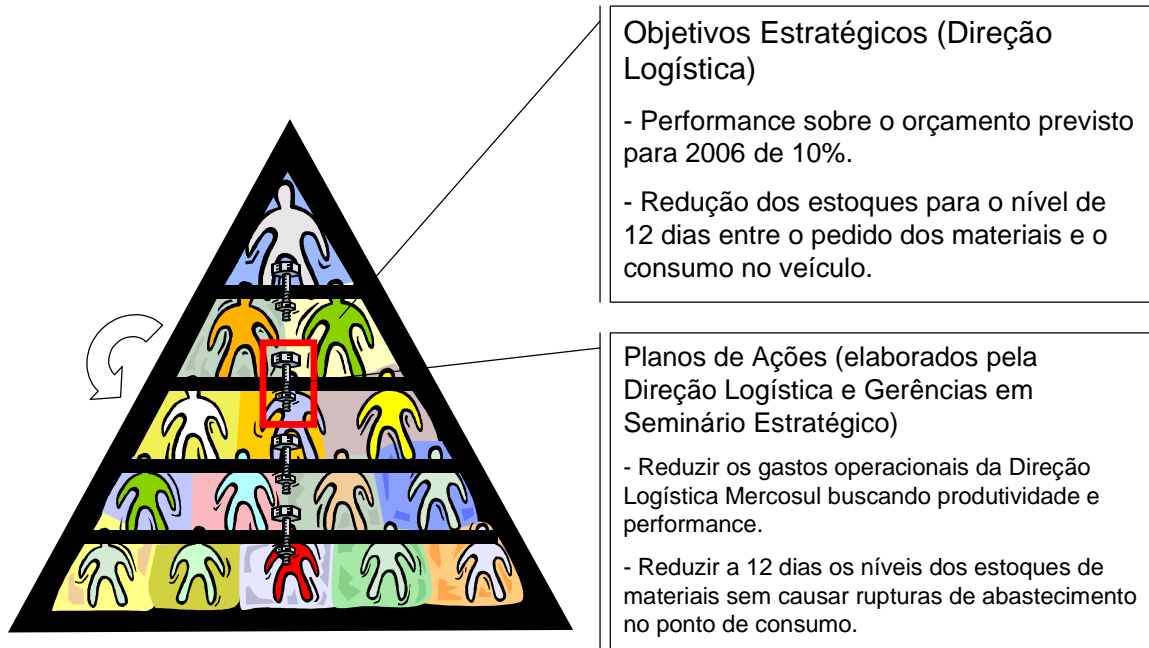 Objetivos Estratégicos (Direção
Logística)
- Performance sobre o orçamento previsto
para 2006 de 10%.
- Redução dos estoques para o nível de
12 dias entre o pedido dos materiais e o
consumo no veículo.
Planos de Ações (elaborados pela
Direção Logística e Gerências em
Seminário Estratégico)
- Reduzir os gastos operacionais da Direção
Logística Mercosul buscando produtividade e
performance.
- Reduzir a 12 dias os níveis dos estoques de
materiais sem causar rupturas de abastecimento
no ponto de consumo.